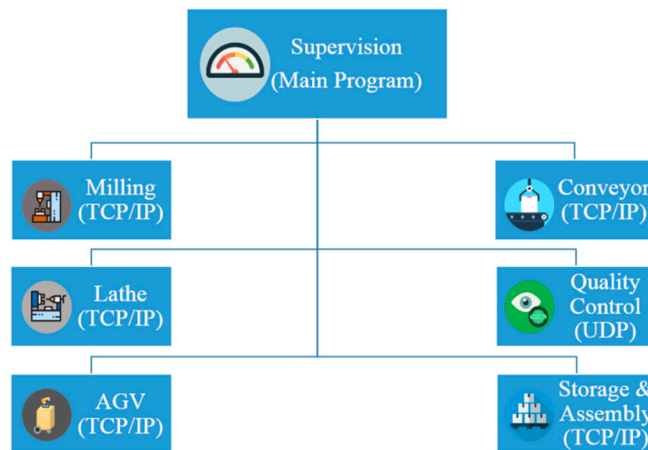 Supervision
(Main Program)
Milling
(TCP/IP)
Conveyor
(TCP/IP)
Lathe
(TCP/IP)
Quality
Control
(UDP)
AGV
(TCP/IP)
Storage &
Assembly
(TCP/IP)